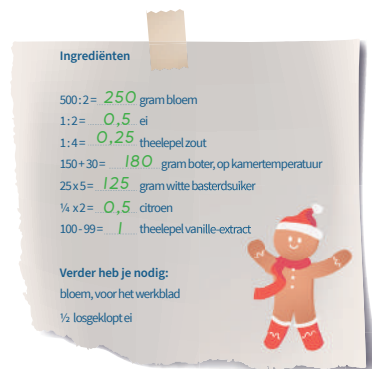 Ingrediënten
500 : 2 = 250 gram bloem
1 : 2 = 0,5 ei
1 : 4 = 0,25 theelepel zout
150 + 30 = 180 gram boter, op kamertemperatuur
25 x 5 = 125 gram witte basterdsuiker
¼ x 2 = 0,5 citroen
100 - 99 = 1 theelepel vanille-extract
Verder heb je nodig:
bloem, voor het werkblad
½ losgeklopt ei